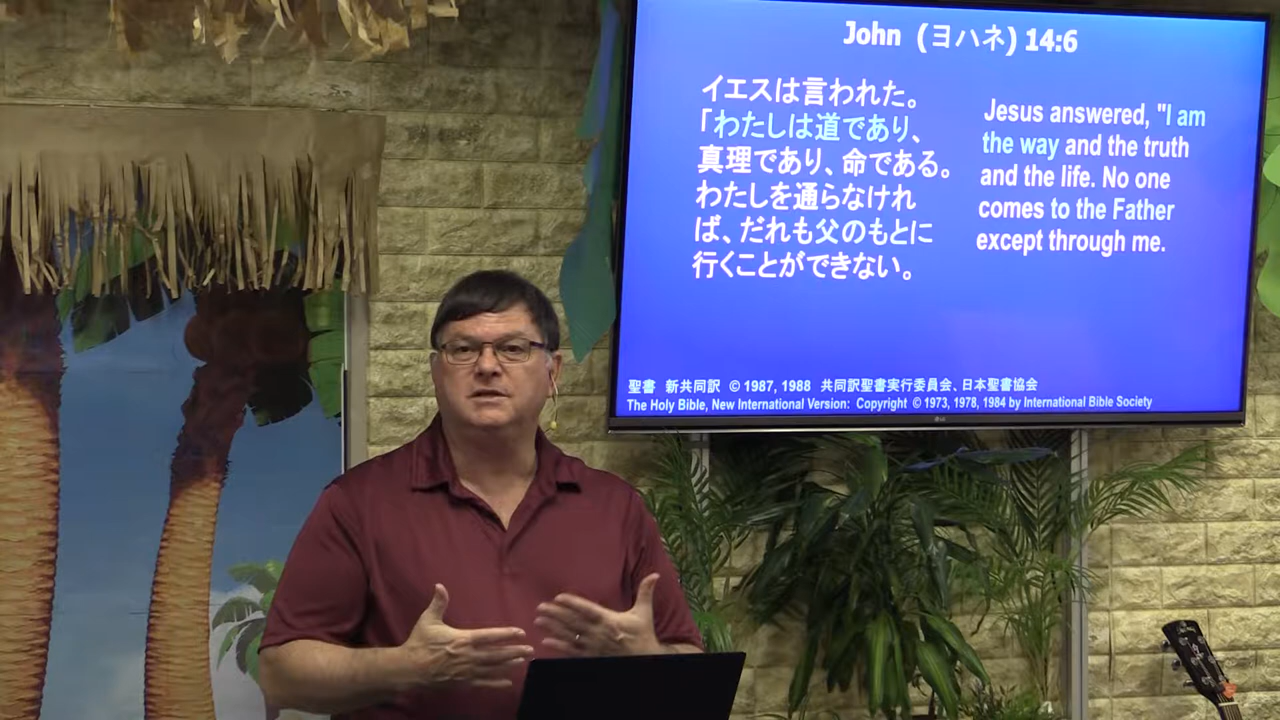 John (ヨハネ) 14:6
イエスは言われた。
「わたしは道であり、
真理であり、命である。
わたしを通らなけれ
ば、だれも父のもとに
行くことができない。
Jesus answered, "I am
the way and the truth
and the life. No one
comes to the Father
except through me.
聖書 新共同訳 © 1987, 1988 共同訳聖書実行委員会、日本聖書協会
The Holy Bible, New International Version: Copyright © 1973, 1978, 1984 by International Bible Society
LG